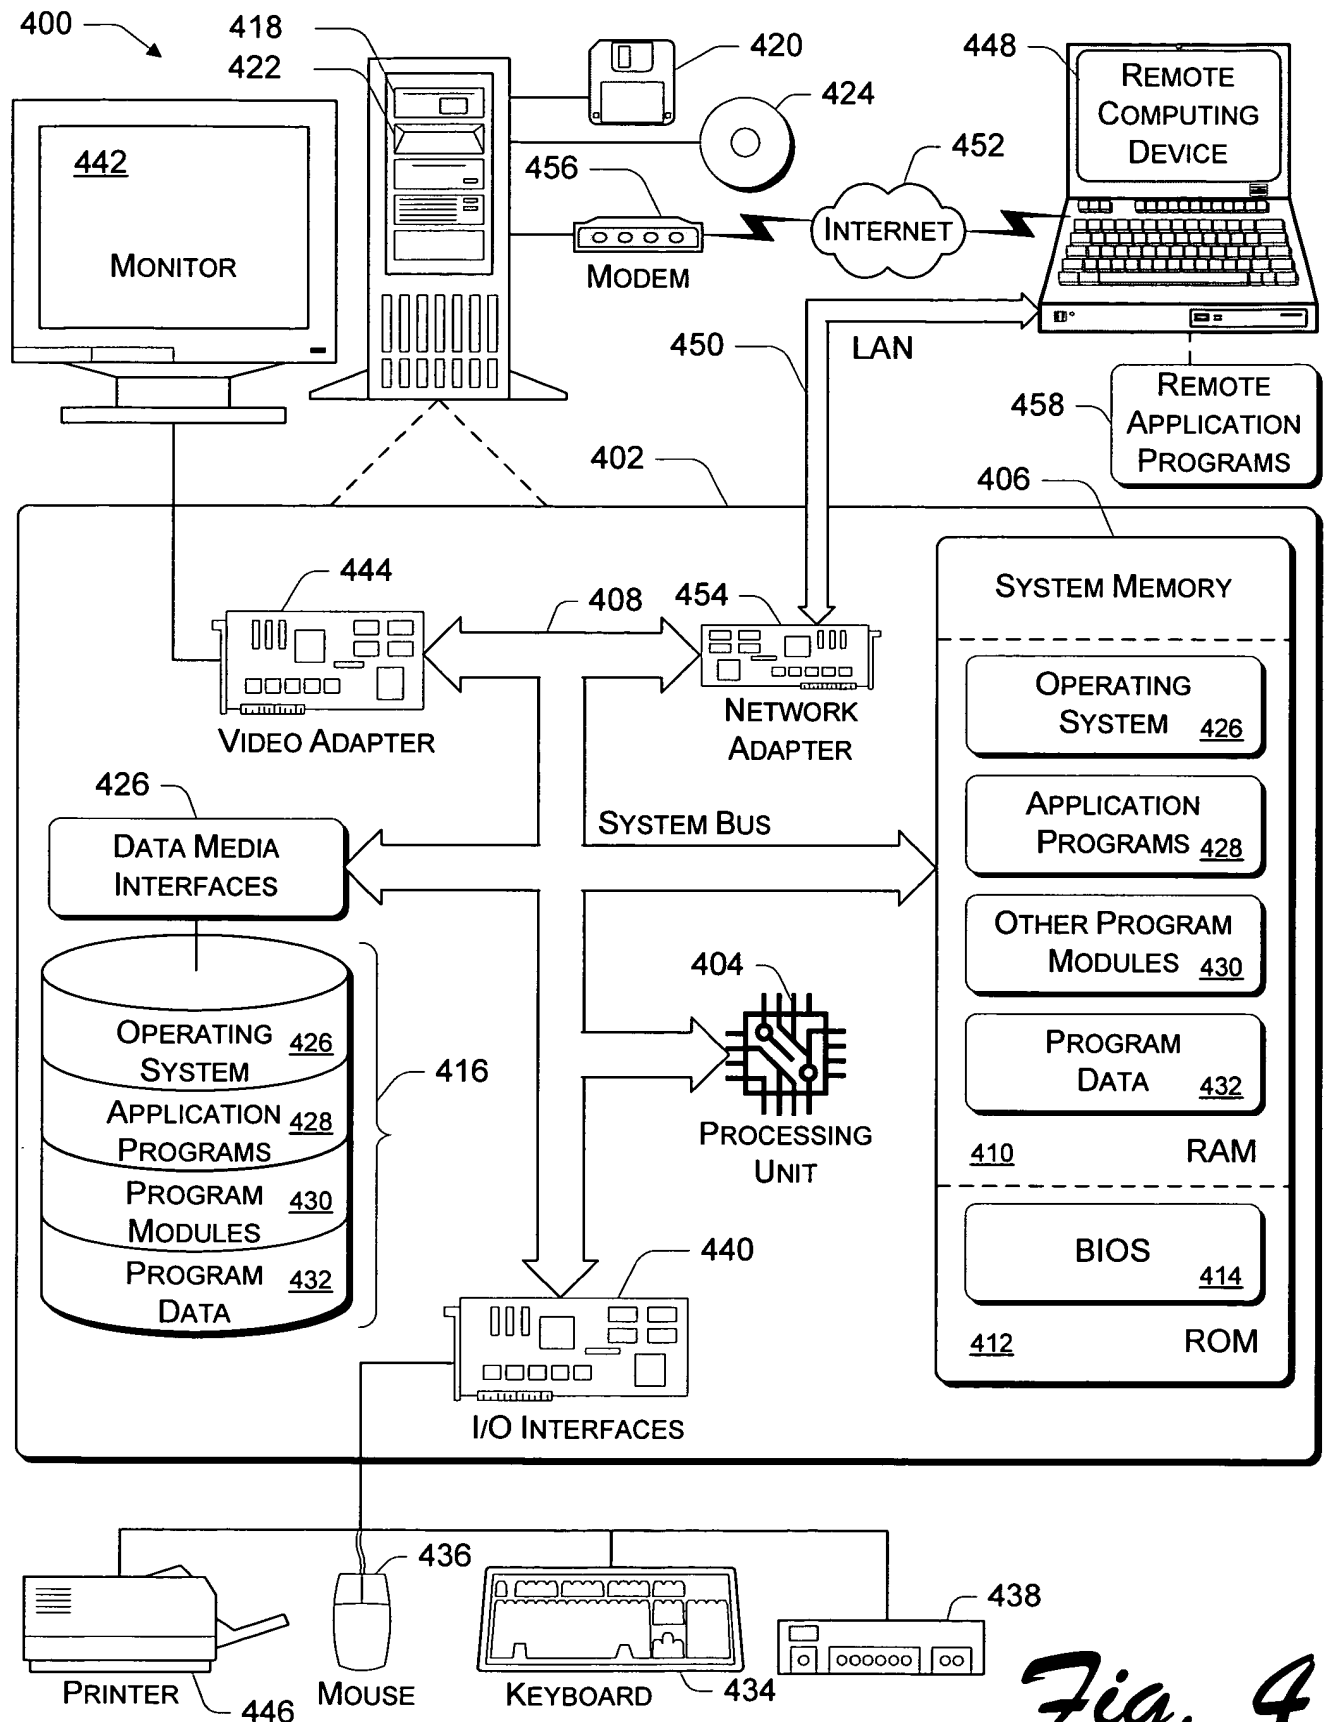 400
418
422
420
424
448
REMOTE
COMPUTING
DEVICE
442
MONITOR
456
MODEM
452
INTERNET
450
LAN
458
REMOTE
APPLICATION
PROGRAMS
402
406
444
VIDEO ADAPTER
408
454
NETWORK
ADAPTER
SYSTEM MEMORY
OPERATING
SYSTEM 426
APPLICATION
PROGRAMS 428
OTHER PROGRAM
MODULES 430
PROGRAM
DATA 432
410 RAM
BIOS
414
412 ROM
426
DATA MEDIA
INTERFACES
SYSTEM BUS
OPERATING
SYSTEM 426
APPLICATION
PROGRAMS 428
PROGRAM
MODULES 430
PROGRAM
DATA 432
416
404
PROCESSING
UNIT
440
I/O INTERFACES
PRINTER
446
436
MOUSE
KEYBOARD
434
438
Fig. 4